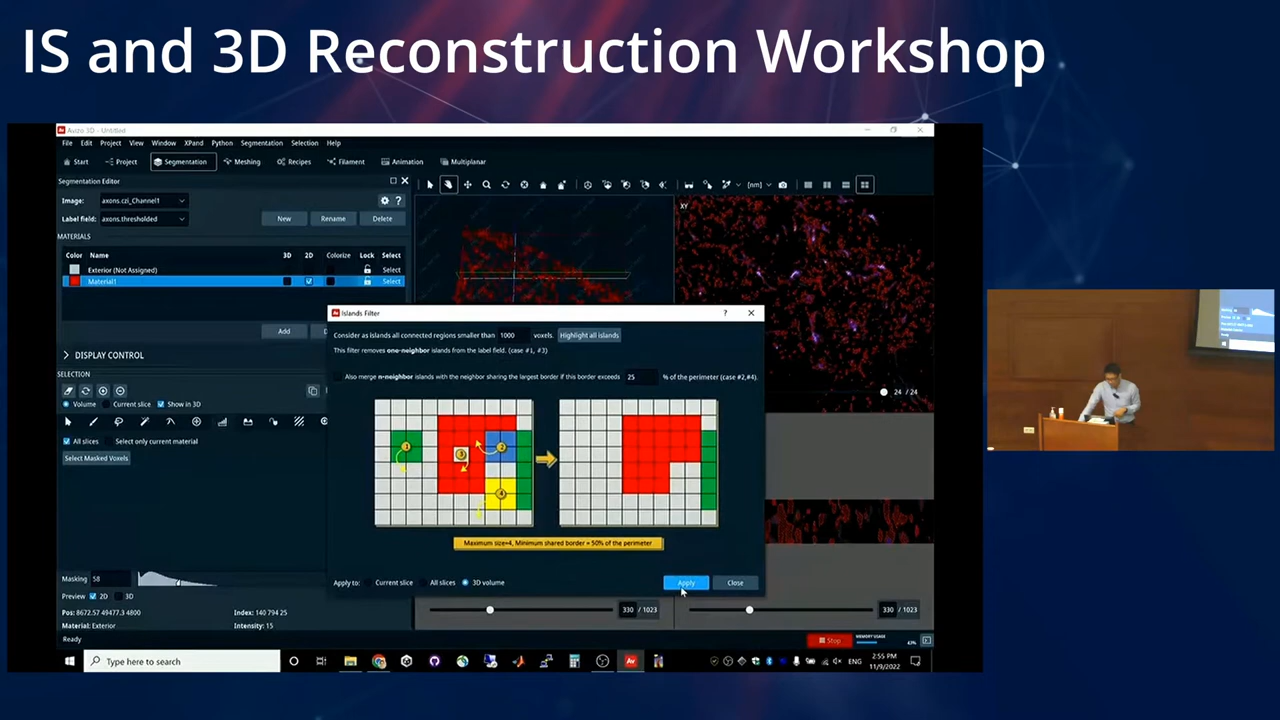 IS and 3D Reconstruction Workshop
Avizo 3D - Untitled
File Edit Project View Window XPand Python Segmentation Selection Help
Start Project Segmentation Meshing Recipes Filament Animation Multiplanar
Segmentation Editor
Image: axons.czi_Channel1
Label field: axons.thresholded New Rename Delete
[nm]
XY
MATERIALS
Color Name 3D 2D Colorize Lock Select
Exterior (Not Assigned) Select
Material1 Select
Add
DISPLAY CONTROL
SELECTION
Volume Current slice Show in 3D
All slices Select only current material
Select Masked Voxels
Masking 58
Preview 2D 3D
Pos: 8672.57 49477.3 4800 Index: 140 794 25
Material: Exterior Intensity: 15
Ready
Islands Filter
Consider as islands all connected regions smaller than 1000 voxels. Highlight all islands
This filter removes one-neighbor islands from the label field. (case #1, #3)
Also merge n-neighbor islands with the neighbor sharing the largest border if this border exceeds 25 % of the perimeter (case #2,#4).
1 2 3 4
Maximum size=4, Minimum shared border = 50% of the perimeter
Apply to: Current slice All slices 3D volume Apply Close
24 / 24
330 / 1023 330 / 1023
Stop MEMORY USAGE 43%
Type here to search
ENG 2:55 PM
11/9/2022